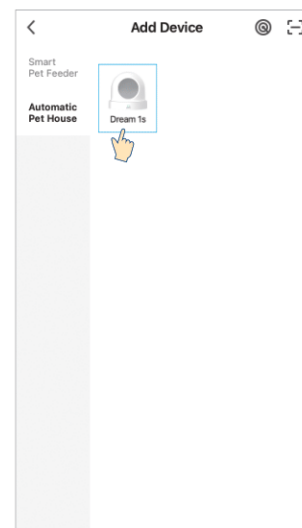 Add Device
Smart
Pet Feeder
Automatic
Pet House
Dream 1s